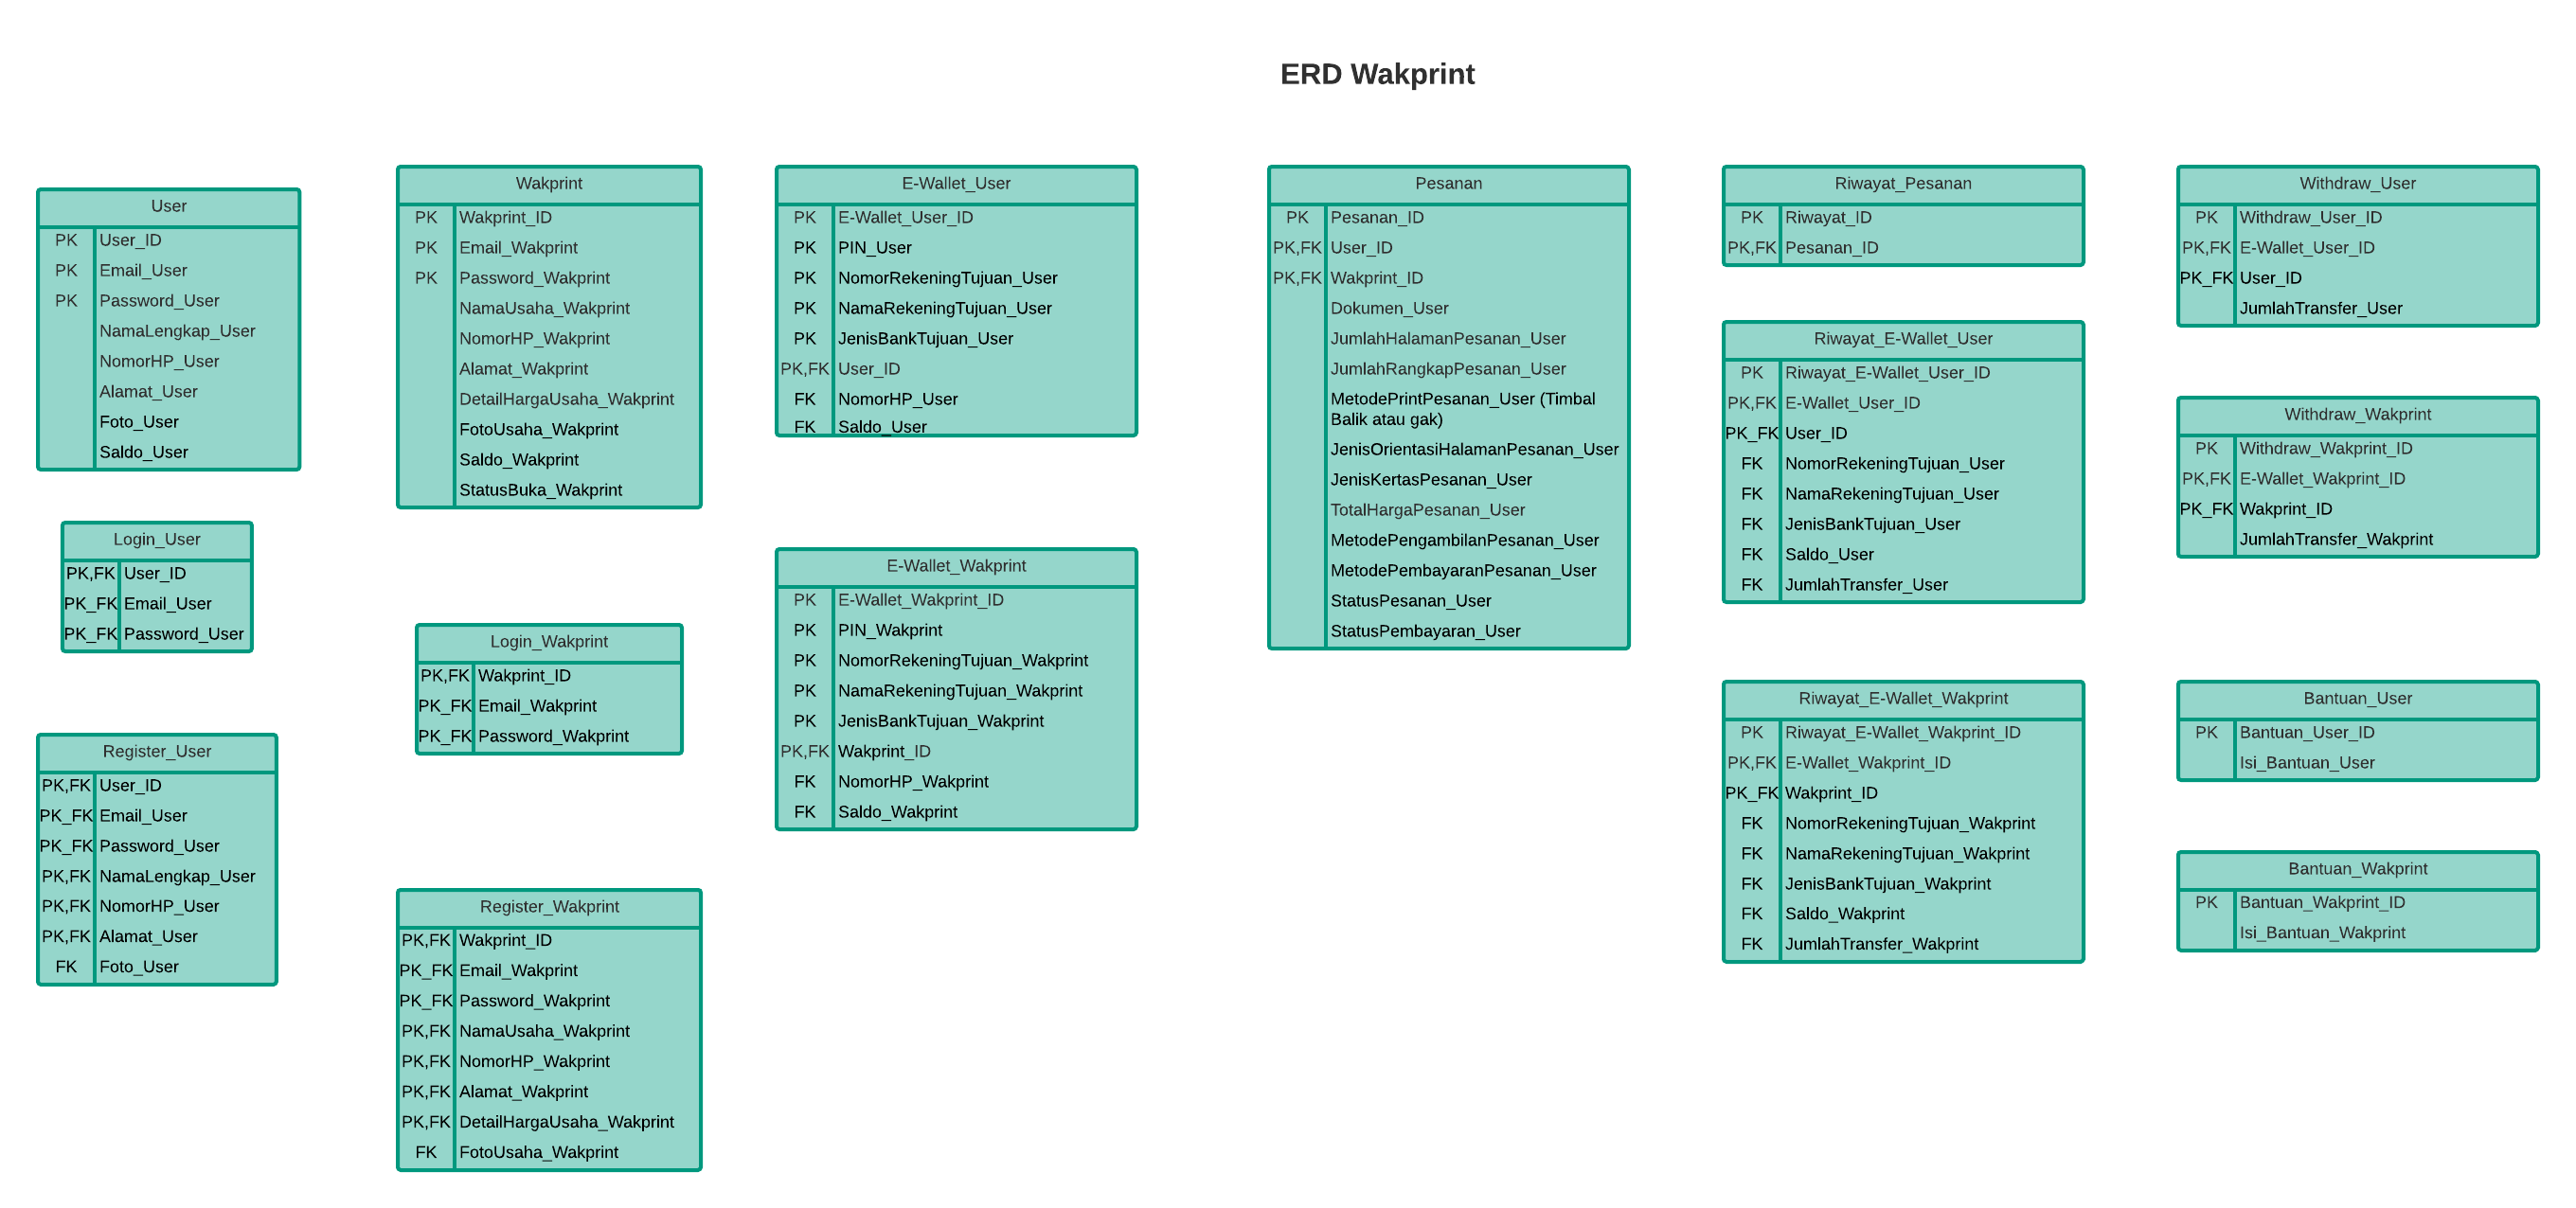 ERD Wakprint
User
PK User_ID
PK Email_User
PK Password_User
NamaLengkap_User
NomorHP_User
Alamat_User
Foto_User
Saldo_User
Login_User
PK,FK User_ID
PK_FK Email_User
PK_FK Password_User
Register_User
PK,FK User_ID
PK_FK Email_User
PK_FK Password_User
PK,FK NamaLengkap_User
PK,FK NomorHP_User
PK,FK Alamat_User
FK Foto_User
Wakprint
PK Wakprint_ID
PK Email_Wakprint
PK Password_Wakprint
NamaUsaha_Wakprint
NomorHP_Wakprint
Alamat_Wakprint
DetailHargaUsaha_Wakprint
FotoUsaha_Wakprint
Saldo_Wakprint
StatusBuka_Wakprint
Login_Wakprint
PK,FK Wakprint_ID
PK_FK Email_Wakprint
PK_FK Password_Wakprint
Register_Wakprint
PK,FK Wakprint_ID
PK_FK Email_Wakprint
PK_FK Password_Wakprint
PK,FK NamaUsaha_Wakprint
PK,FK NomorHP_Wakprint
PK,FK Alamat_Wakprint
PK,FK DetailHargaUsaha_Wakprint
FK FotoUsaha_Wakprint
E-Wallet_User
PK E-Wallet_User_ID
PK PIN_User
PK NomorRekeningTujuan_User
PK NamaRekeningTujuan_User
PK JenisBankTujuan_User
PK,FK User_ID
FK NomorHP_User
FK Saldo_User
E-Wallet_Wakprint
PK E-Wallet_Wakprint_ID
PK PIN_Wakprint
PK NomorRekeningTujuan_Wakprint
PK NamaRekeningTujuan_Wakprint
PK JenisBankTujuan_Wakprint
PK,FK Wakprint_ID
FK NomorHP_Wakprint
FK Saldo_Wakprint
Pesanan
PK Pesanan_ID
PK,FK User_ID
PK,FK Wakprint_ID
Dokumen_User
JumlahHalamanPesanan_User
JumlahRangkapPesanan_User
MetodePrintPesanan_User (Timbal
Balik atau gak)
JenisOrientasiHalamanPesanan_User
JenisKertasPesanan_User
TotalHargaPesanan_User
MetodePengambilanPesanan_User
MetodePembayaranPesanan_User
StatusPesanan_User
StatusPembayaran_User
Riwayat_Pesanan
PK Riwayat_ID
PK,FK Pesanan_ID
Riwayat_E-Wallet_User
PK Riwayat_E-Wallet_User_ID
PK,FK E-Wallet_User_ID
PK_FK User_ID
FK NomorRekeningTujuan_User
FK NamaRekeningTujuan_User
FK JenisBankTujuan_User
FK Saldo_User
FK JumlahTransfer_User
Riwayat_E-Wallet_Wakprint
PK Riwayat_E-Wallet_Wakprint_ID
PK,FK E-Wallet_Wakprint_ID
PK_FK Wakprint_ID
FK NomorRekeningTujuan_Wakprint
FK NamaRekeningTujuan_Wakprint
FK JenisBankTujuan_Wakprint
FK Saldo_Wakprint
FK JumlahTransfer_Wakprint
Withdraw_User
PK Withdraw_User_ID
PK,FK E-Wallet_User_ID
PK_FK User_ID
JumlahTransfer_User
Withdraw_Wakprint
PK Withdraw_Wakprint_ID
PK,FK E-Wallet_Wakprint_ID
PK_FK Wakprint_ID
JumlahTransfer_Wakprint
Bantuan_User
PK Bantuan_User_ID
Isi_Bantuan_User
Bantuan_Wakprint
PK Bantuan_Wakprint_ID
Isi_Bantuan_Wakprint